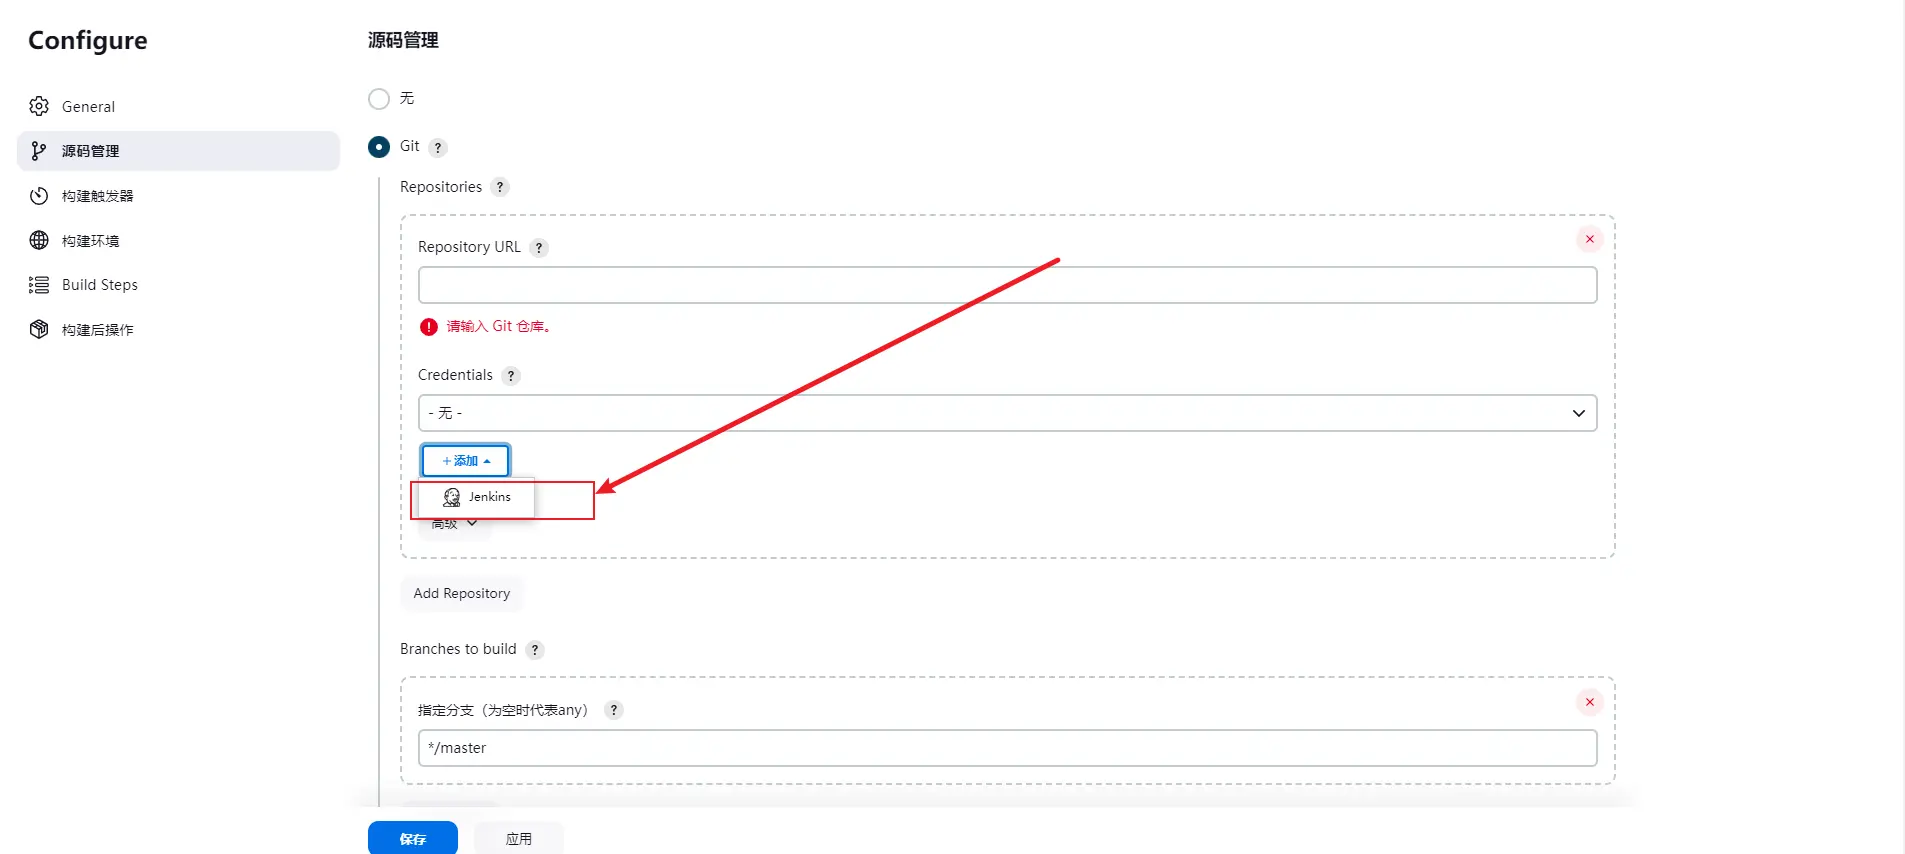 Configure
General
源码管理
构建触发器
构建环境
Build Steps
构建后操作
源码管理
无
Git ?
Repositories ?
Repository URL ?
请输入 Git 仓库。
Credentials ?
- 无 -
+添加
Jenkins
高级
Add Repository
Branches to build ?
指定分支（为空时代表any） ?
*/master
保存 应用